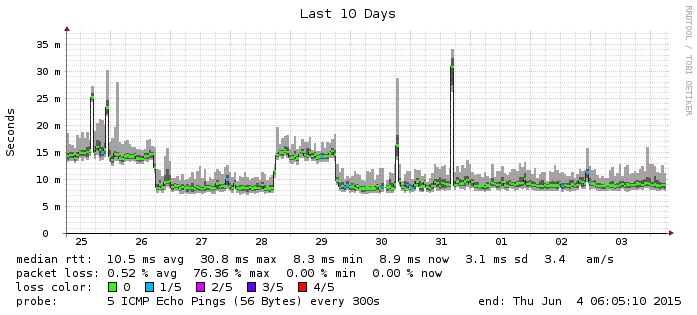 Last 10 Days
RRDTOOL / TOBI OETIKER
Seconds
35 m
30 m
25 m
20 m
15 m
10 m
5 m
0
25 26 27 28 29 30 31 01 02 03
median rtt: 10.5 ms avg 30.8 ms max 8.3 ms min 8.9 ms now 3.1 ms sd 3.4 am/s
packet loss: 0.52 % avg 76.36 % max 0.00 % min 0.00 % now
loss color: 0 1/5 2/5 3/5 4/5
probe: 5 ICMP Echo Pings (56 Bytes) every 300s end: Thu Jun 4 06:05:10 2015